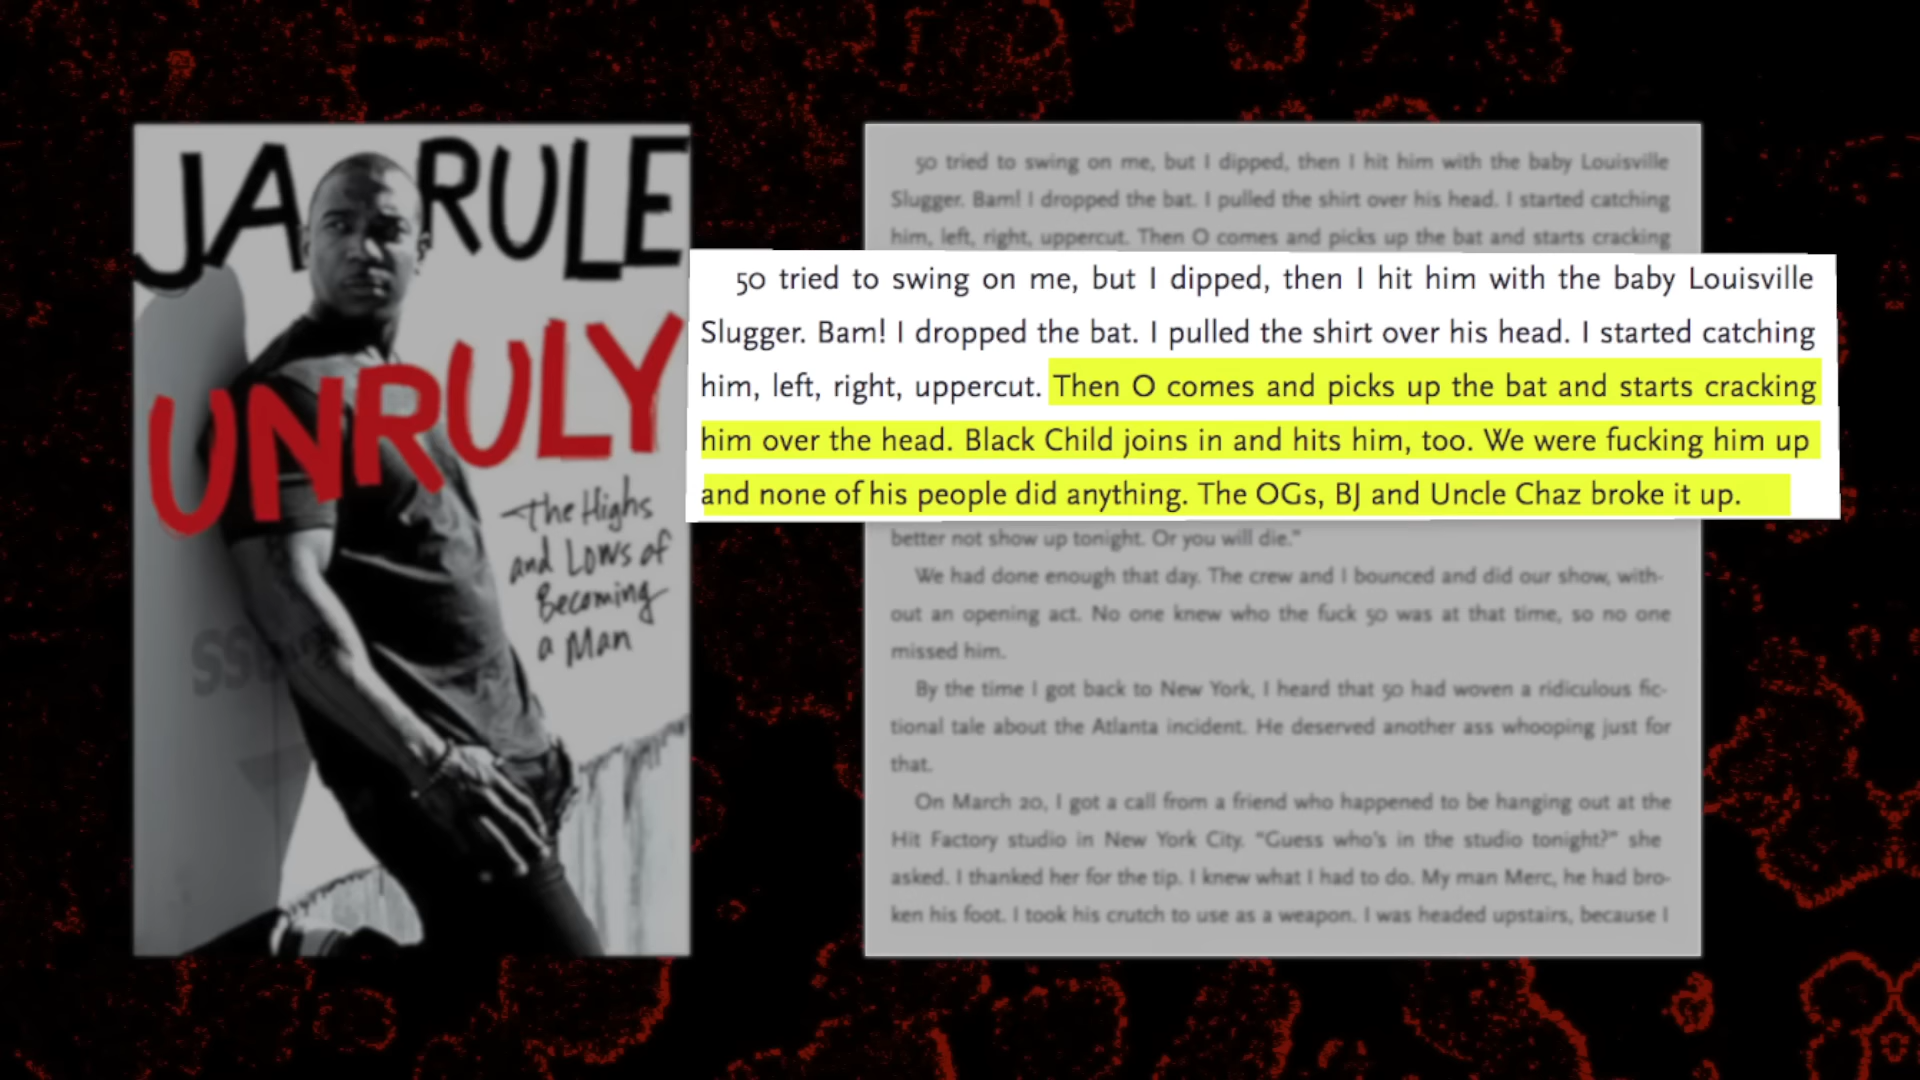 JA RULE
UNRULY
The Highs
and Lows of
Becoming
a Man
50 tried to swing on me, but I dipped, then I hit him with the baby Louisville
Slugger. Bam! I dropped the bat. I pulled the shirt over his head. I started catching
him, left, right, uppercut. Then O comes and picks up the bat and starts cracking
50 tried to swing on me, but I dipped, then I hit him with the baby Louisville
Slugger. Bam! I dropped the bat. I pulled the shirt over his head. I started catching
him, left, right, uppercut. Then O comes and picks up the bat and starts cracking
him over the head. Black Child joins in and hits him, too. We were fucking him up
and none of his people did anything. The OGs, BJ and Uncle Chaz broke it up.
better not show up tonight. Or you will die.”
We had done enough that day. The crew and I bounced and did our show, with-
out an opening act. No one knew who the fuck 50 was at that time, so no one
missed him.
By the time I got back to New York, I heard that 50 had woven a ridiculous fic-
tional tale about the Atlanta incident. He deserved another ass whooping just for
that.
On March 20, I got a call from a friend who happened to be hanging out at the
Hit Factory studio in New York City. “Guess who’s in the studio tonight?” she
asked. I thanked her for the tip. I knew what I had to do. My man Merc, he had bro-
ken his foot. I took his crutch to use as a weapon. I was headed upstairs, because I